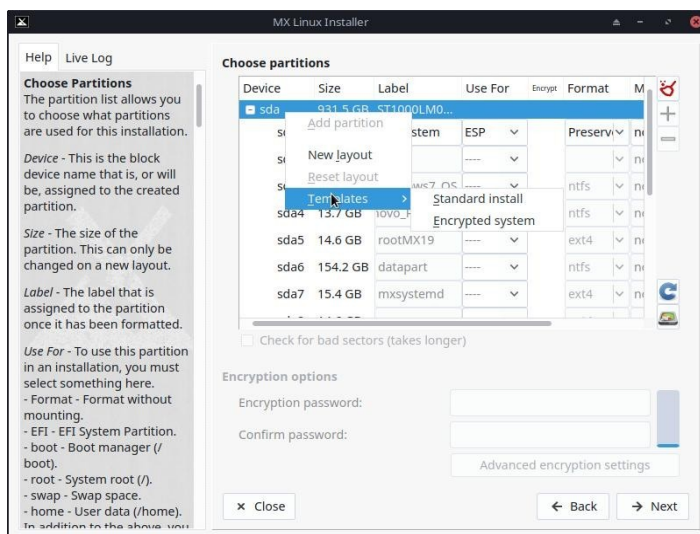 MX Linux Installer
Help Live Log
Choose Partitions
The partition list allows you
to choose what partitions
are used for this installation.
Device - This is the block
device name that is, or will
be, assigned to the created
partition.
Size - The size of the
partition. This can only be
changed on a new layout.
Label - The label that is
assigned to the partition
once it has been formatted.
Use For - To use this partition
in an installation, you must
select something here.
- Format - Format without
mounting.
- EFI - EFI System Partition.
- boot - Boot manager (/
boot).
- root - System root (/).
- swap - Swap space.
- home - User data (/home).
In addition to the above, you
Choose partitions
Device Size Label Use For Encrypt Format M
sda 931.5 GB ST1000LM0...
stem ESP Preserv
Add partition
New layout
Reset layout
Templates
Standard install
Encrypted system
ws7_OS ---- ntfs
sda4 13.7 GB ntfs
sda5 14.6 GB rootMX19 ---- ext4
sda6 154.2 GB datapart ---- ntfs
sda7 15.4 GB mxsystemd ---- ext4
Check for bad sectors (takes longer)
Encryption options
Encryption password:
Confirm password:
Advanced encryption settings
Close
Back
Next